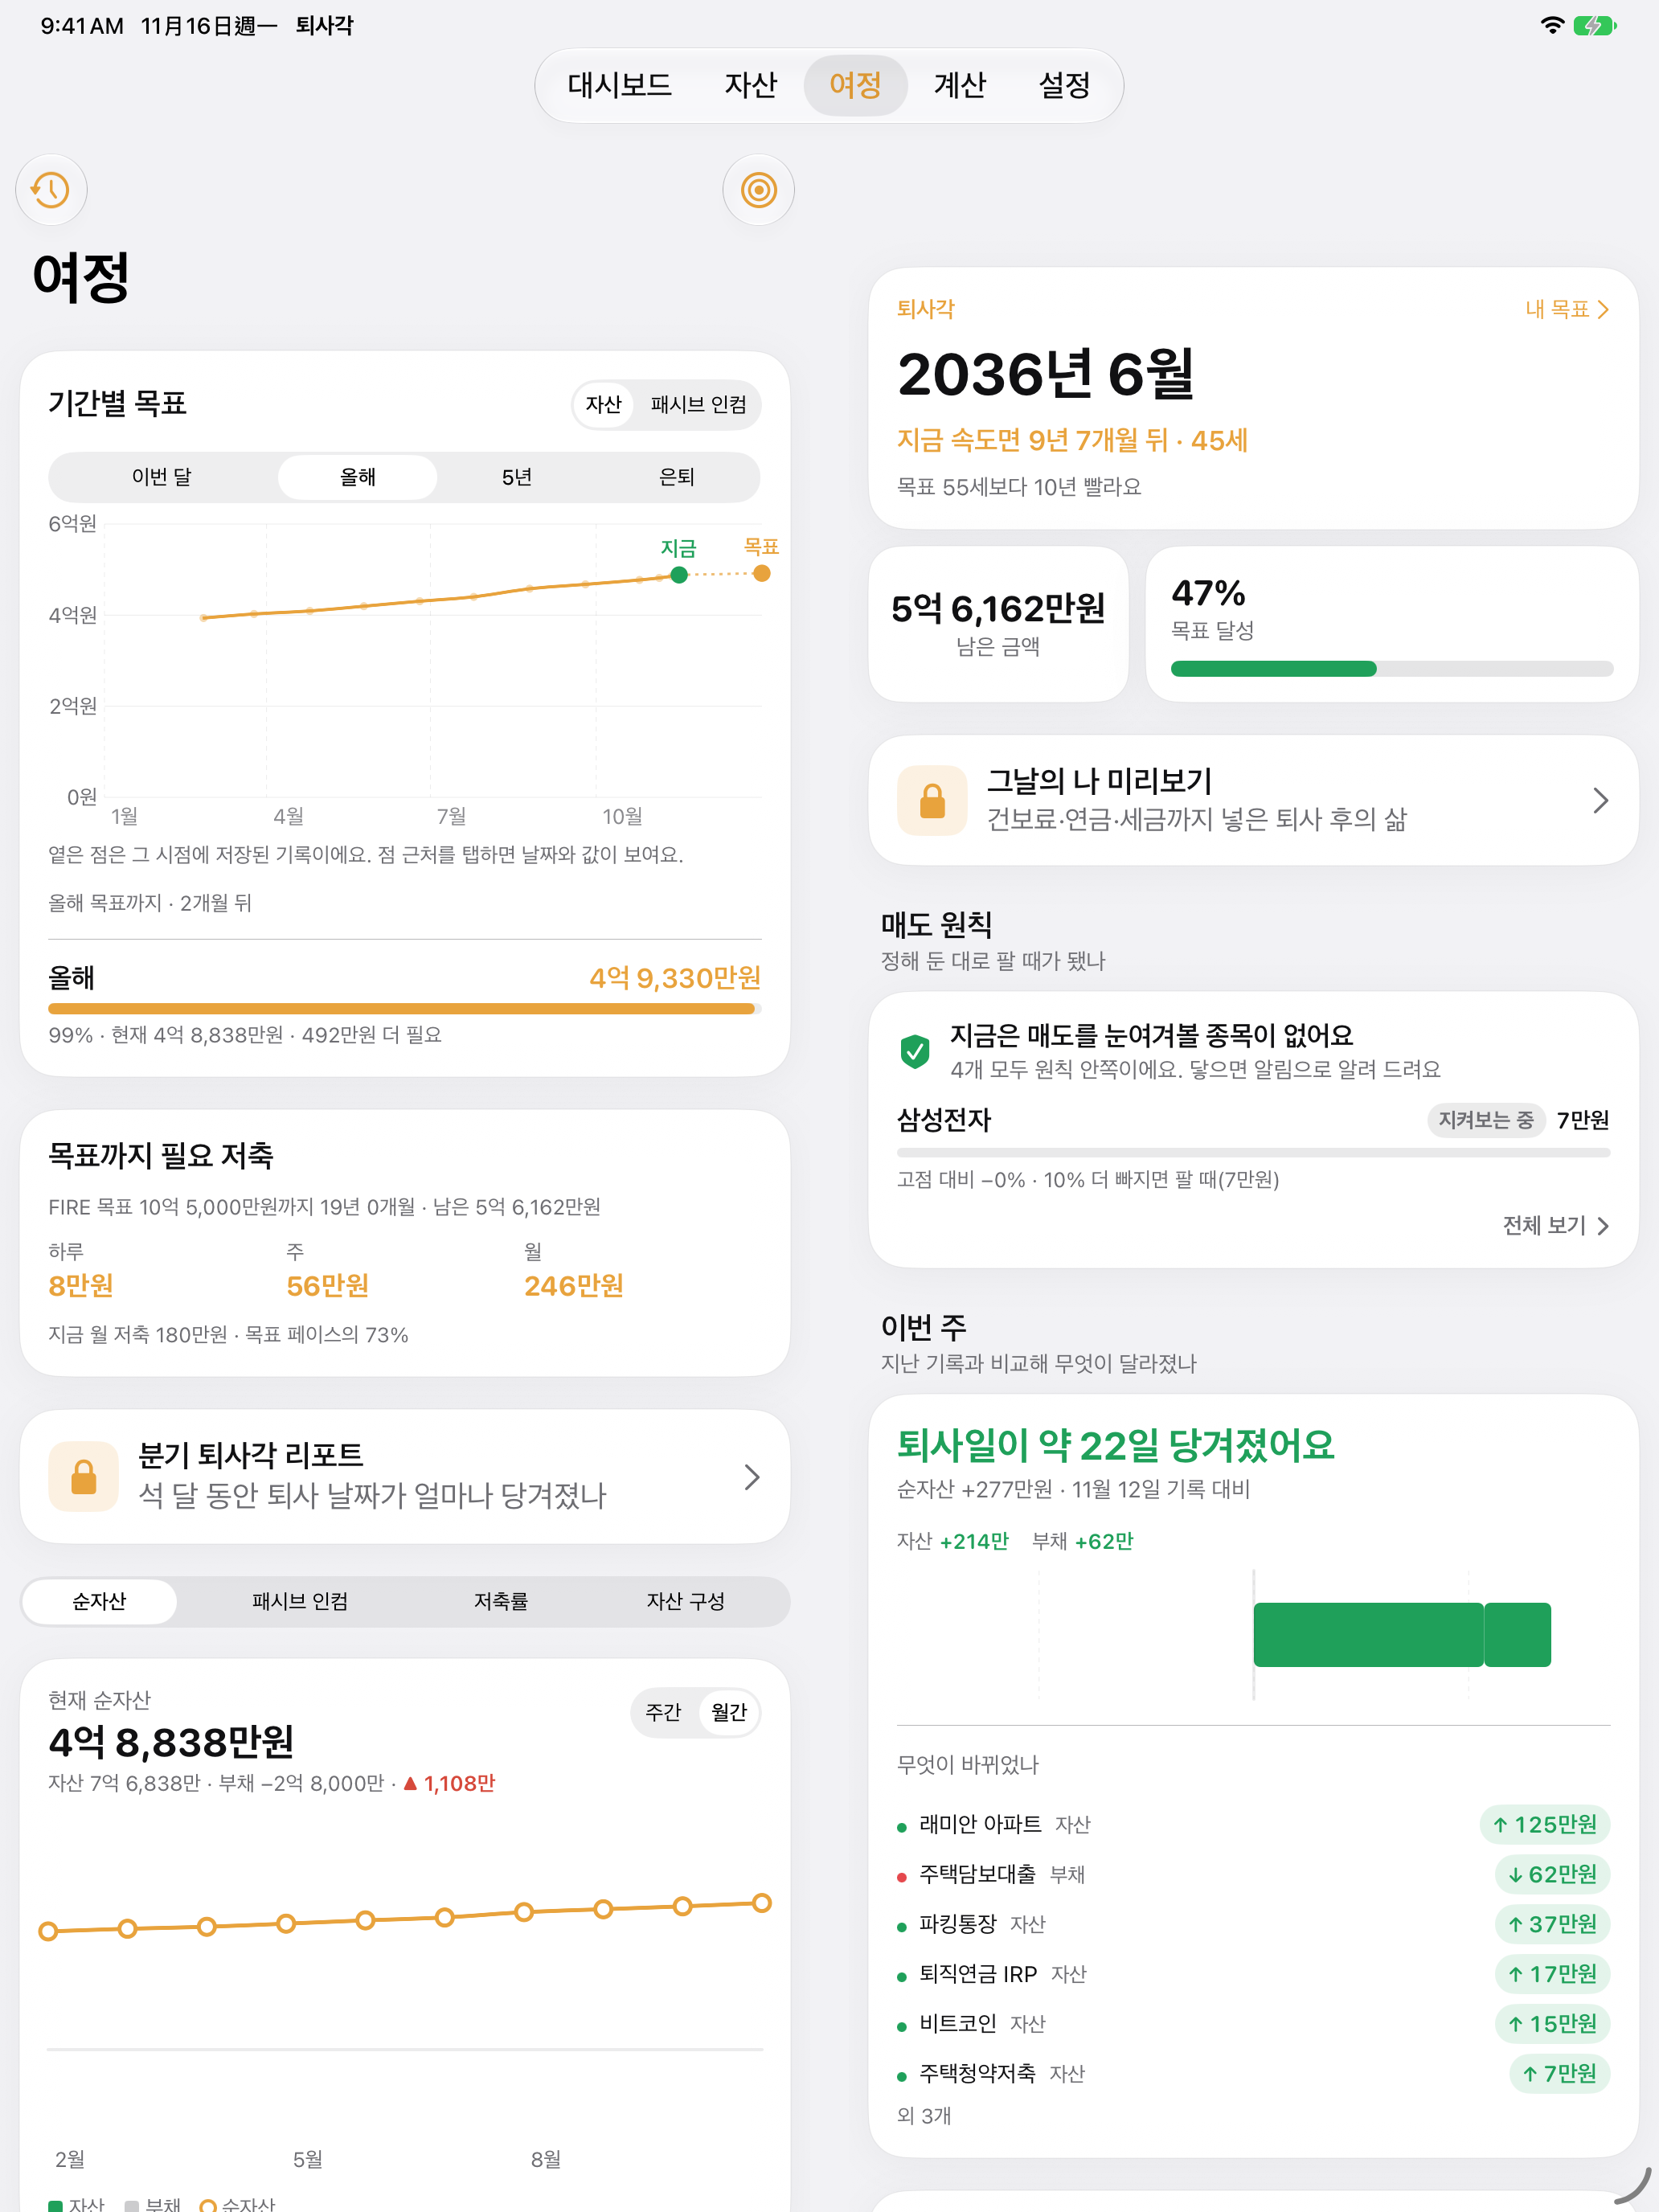 9:41 AM 11月16日週一 퇴사각
대시보드 자산 여정 계산 설정
여정
기간별 목표
자산 패시브 인컴
이번 달 올해 5년 은퇴
6억원
지금 목표
4억원
2억원
0원
1월 4월 7월 10월
옅은 점은 그 시점에 저장된 기록이에요. 점 근처를 탭하면 날짜와 값이 보여요.
올해 목표까지 · 2개월 뒤
올해 4억 9,330만원
99% · 현재 4억 8,838만원 · 492만원 더 필요
목표까지 필요 저축
FIRE 목표 10억 5,000만원까지 19년 0개월 · 남은 5억 6,162만원
하루 주 월
8만원 56만원 246만원
지금 월 저축 180만원 · 목표 페이스의 73%
분기 퇴사각 리포트
석 달 동안 퇴사 날짜가 얼마나 당겨졌나
순자산 패시브 인컴 저축률 자산 구성
현재 순자산
주간 월간
4억 8,838만원
자산 7억 6,838만 · 부채 −2억 8,000만 · ▲ 1,108만
2월 5월 8월
자산 부채 순자산
퇴사각
내 목표
2036년 6월
지금 속도면 9년 7개월 뒤 · 45세
목표 55세보다 10년 빨라요
5억 6,162만원
남은 금액
47%
목표 달성
그날의 나 미리보기
건보료·연금·세금까지 넣은 퇴사 후의 삶
매도 원칙
정해 둔 대로 팔 때가 됐나
지금은 매도를 눈여겨볼 종목이 없어요
4개 모두 원칙 안쪽이에요. 닿으면 알림으로 알려 드려요
삼성전자 지켜보는 중 7만원
고점 대비 −0% · 10% 더 빠지면 팔 때(7만원)
전체 보기
이번 주
지난 기록과 비교해 무엇이 달라졌나
퇴사일이 약 22일 당겨졌어요
순자산 +277만원 · 11월 12일 기록 대비
자산 +214만 부채 +62만
무엇이 바뀌었나
래미안 아파트 자산 ↑ 125만원
주택담보대출 부채 ↓ 62만원
파킹통장 자산 ↑ 37만원
퇴직연금 IRP 자산 ↑ 17만원
비트코인 자산 ↑ 15만원
주택청약저축 자산 ↑ 7만원
외 3개